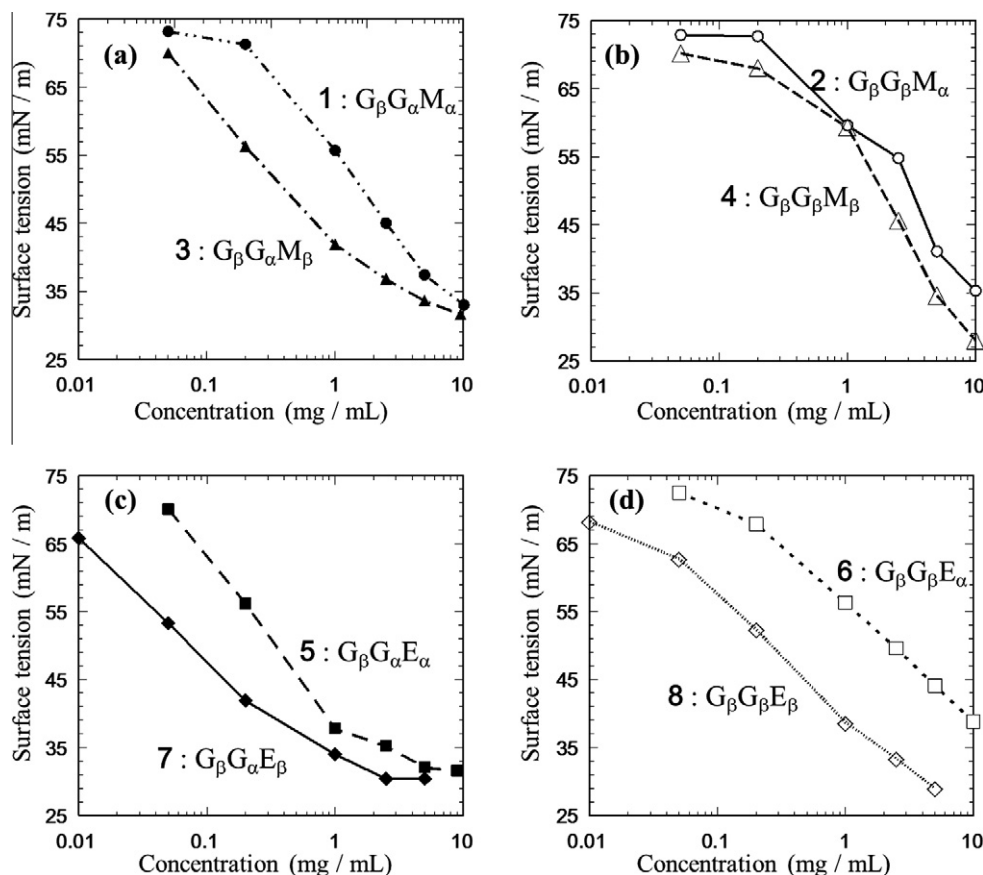 (a)
75
65
55
45
35
25
Surface tension (mN / m)
1 : GβGαMα
3 : GβGαMβ
0.01 0.1 1 10
Concentration (mg / mL)
(b)
75
65
55
45
35
25
Surface tension (mN / m)
2 : GβGβMα
4 : GβGβMβ
0.01 0.1 1 10
Concentration (mg / mL)
(c)
75
65
55
45
35
25
Surface tension (mN / m)
5 : GβGαEα
7 : GβGαEβ
0.01 0.1 1 10
Concentration (mg / mL)
(d)
75
65
55
45
35
25
Surface tension (mN / m)
6 : GβGβEα
8 : GβGβEβ
0.01 0.1 1 10
Concentration (mg / mL)